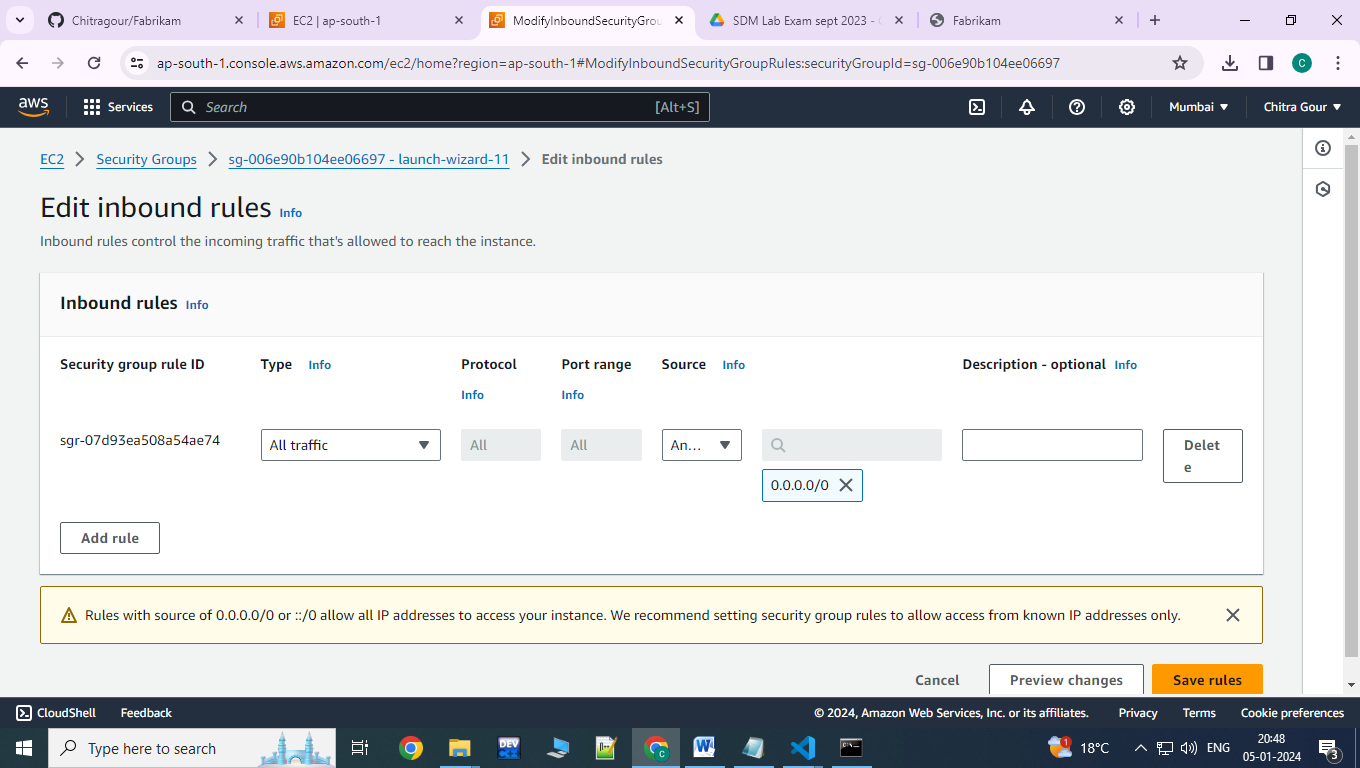 Chitragour/Fabrikam
EC2 | ap-south-1
ModifyInboundSecurityGrou
SDM Lab Exam sept 2023 -
Fabrikam
ap-south-1.console.aws.amazon.com/ec2/home?region=ap-south-1#ModifyInboundSecurityGroupRules:securityGroupId=sg-006e90b104ee06697
C
aws
Services
Search
[Alt+S]
Mumbai
Chitra Gour
EC2
Security Groups
sg-006e90b104ee06697 - launch-wizard-11
Edit inbound rules
Edit inbound rules Info
Inbound rules control the incoming traffic that's allowed to reach the instance.
Inbound rules Info
Security group rule ID
Type Info
Protocol
Info
Port range
Info
Source Info
Description - optional Info
sgr-07d93ea508a54ae74
All traffic
All
All
An...
0.0.0.0/0
Delet
e
Add rule
Rules with source of 0.0.0.0/0 or ::/0 allow all IP addresses to access your instance. We recommend setting security group rules to allow access from known IP addresses only.
Cancel
Preview changes
Save rules
CloudShell
Feedback
© 2024, Amazon Web Services, Inc. or its affiliates.
Privacy
Terms
Cookie preferences
Type here to search
DEV
C
W
1
18°C
ENG
20:48
05-01-2024
3